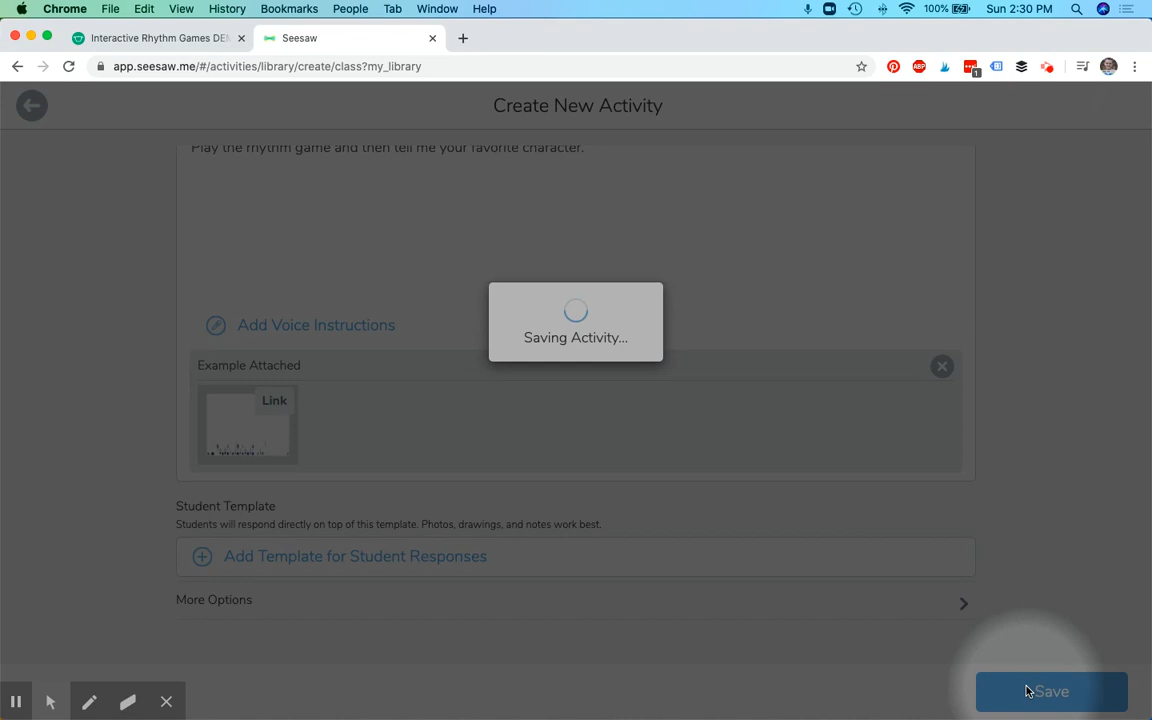 Chrome File Edit View History Bookmarks People Tab Window Help 100% Sun 2:30 PM
Interactive Rhythm Games DEM Seesaw
app.seesaw.me/#/activities/library/create/class?my_library
ABP 1
Create New Activity
Play the rhythm game and then tell me your favorite character.
Saving Activity...
Add Voice Instructions
Example Attached
Link
Student Template
Students will respond directly on top of this template. Photos, drawings, and notes work best.
Add Template for Student Responses
More Options
Save